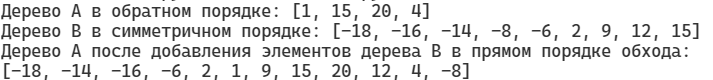 Дерево A в обратном порядке: [1, 15, 20, 4]
Дерево B в симметричном порядке: [−18, −16, −14, −8, −6, 2, 9, 12, 15]
Дерево A после добавления элементов дерева B в прямом порядке обхода:
[−18, −14, −16, −6, 2, 1, 9, 15, 20, 12, 4, −8]